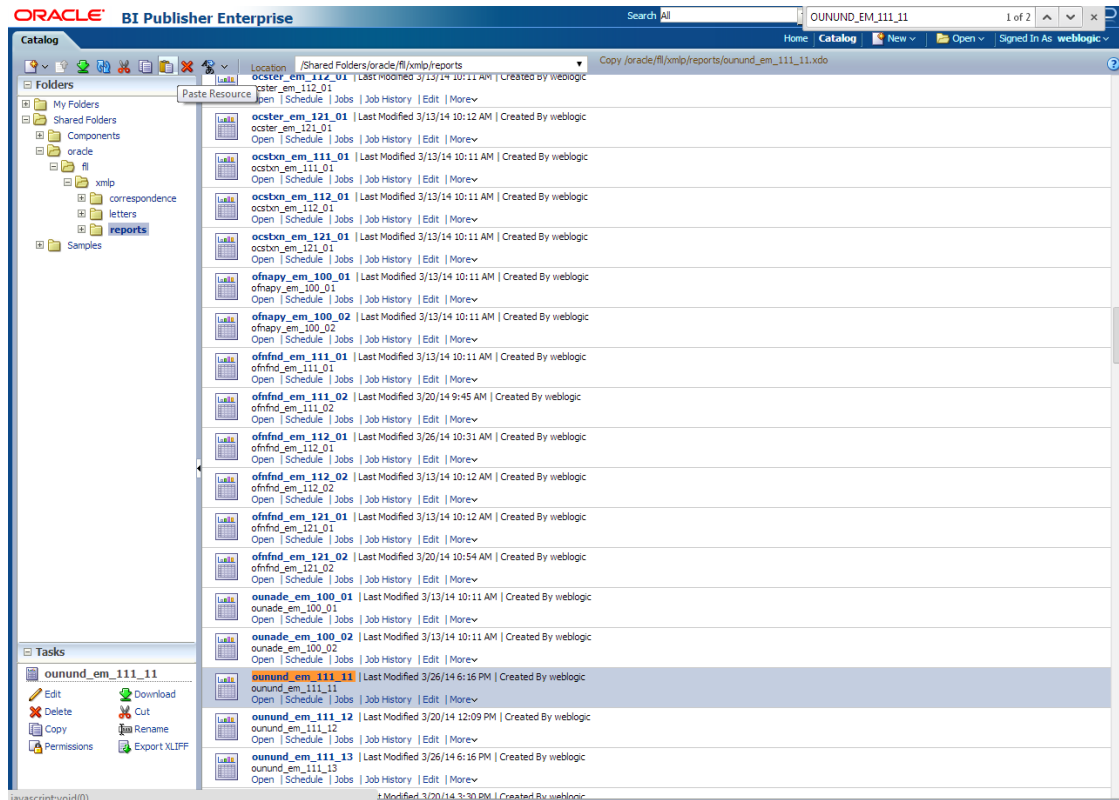 ORACLE BI Publisher Enterprise
Search All
OUNUND_EM_111_11 1 of 2
Catalog
Home Catalog New Open Signed In As weblogic
Location /Shared Folders/oracle/fl/xmlp/reports
Copy /oracle/fl/xmlp/reports/ounund_em_111_11.xdo
Paste Resource
Folders
My Folders
Shared Folders
Components
oracle
fl
xmlp
correspondence
letters
reports
Samples
Tasks
ounund_em_111_11
Edit Download
Delete Cut
Copy Rename
Permissions Export XLIFF
javascript:void(0)
ocster_em_112_01 | Last Modified 3/13/14 10:11 AM | Created By weblogic
ocster_em_112_01
Open | Schedule | Jobs | Job History | Edit | More
ocster_em_121_01 | Last Modified 3/13/14 10:12 AM | Created By weblogic
ocster_em_121_01
Open | Schedule | Jobs | Job History | Edit | More
ocstxn_em_111_01 | Last Modified 3/13/14 10:11 AM | Created By weblogic
ocstxn_em_111_01
Open | Schedule | Jobs | Job History | Edit | More
ocstxn_em_112_01 | Last Modified 3/13/14 10:11 AM | Created By weblogic
ocstxn_em_112_01
Open | Schedule | Jobs | Job History | Edit | More
ocstxn_em_121_01 | Last Modified 3/13/14 10:11 AM | Created By weblogic
ocstxn_em_121_01
Open | Schedule | Jobs | Job History | Edit | More
ofnapy_em_100_01 | Last Modified 3/13/14 10:11 AM | Created By weblogic
ofnapy_em_100_01
Open | Schedule | Jobs | Job History | Edit | More
ofnapy_em_100_02 | Last Modified 3/13/14 10:11 AM | Created By weblogic
ofnapy_em_100_02
Open | Schedule | Jobs | Job History | Edit | More
ofnfnd_em_111_01 | Last Modified 3/13/14 10:11 AM | Created By weblogic
ofnfnd_em_111_01
Open | Schedule | Jobs | Job History | Edit | More
ofnfnd_em_111_02 | Last Modified 3/20/14 9:45 AM | Created By weblogic
ofnfnd_em_111_02
Open | Schedule | Jobs | Job History | Edit | More
ofnfnd_em_112_01 | Last Modified 3/26/14 10:31 AM | Created By weblogic
ofnfnd_em_112_01
Open | Schedule | Jobs | Job History | Edit | More
ofnfnd_em_112_02 | Last Modified 3/13/14 10:12 AM | Created By weblogic
ofnfnd_em_112_02
Open | Schedule | Jobs | Job History | Edit | More
ofnfnd_em_121_01 | Last Modified 3/13/14 10:12 AM | Created By weblogic
ofnfnd_em_121_01
Open | Schedule | Jobs | Job History | Edit | More
ofnfnd_em_121_02 | Last Modified 3/20/14 10:54 AM | Created By weblogic
ofnfnd_em_121_02
Open | Schedule | Jobs | Job History | Edit | More
ounade_em_100_01 | Last Modified 3/13/14 10:11 AM | Created By weblogic
ounade_em_100_01
Open | Schedule | Jobs | Job History | Edit | More
ounade_em_100_02 | Last Modified 3/13/14 10:11 AM | Created By weblogic
ounade_em_100_02
Open | Schedule | Jobs | Job History | Edit | More
ounund_em_111_11 | Last Modified 3/26/14 6:16 PM | Created By weblogic
ounund_em_111_11
Open | Schedule | Jobs | Job History | Edit | More
ounund_em_111_12 | Last Modified 3/20/14 12:09 PM | Created By weblogic
ounund_em_111_12
Open | Schedule | Jobs | Job History | Edit | More
ounund_em_111_13 | Last Modified 3/26/14 6:16 PM | Created By weblogic
ounund_em_111_13
Open | Schedule | Jobs | Job History | Edit | More
Modified 3/20/14 3:30 PM | Created By weblogic